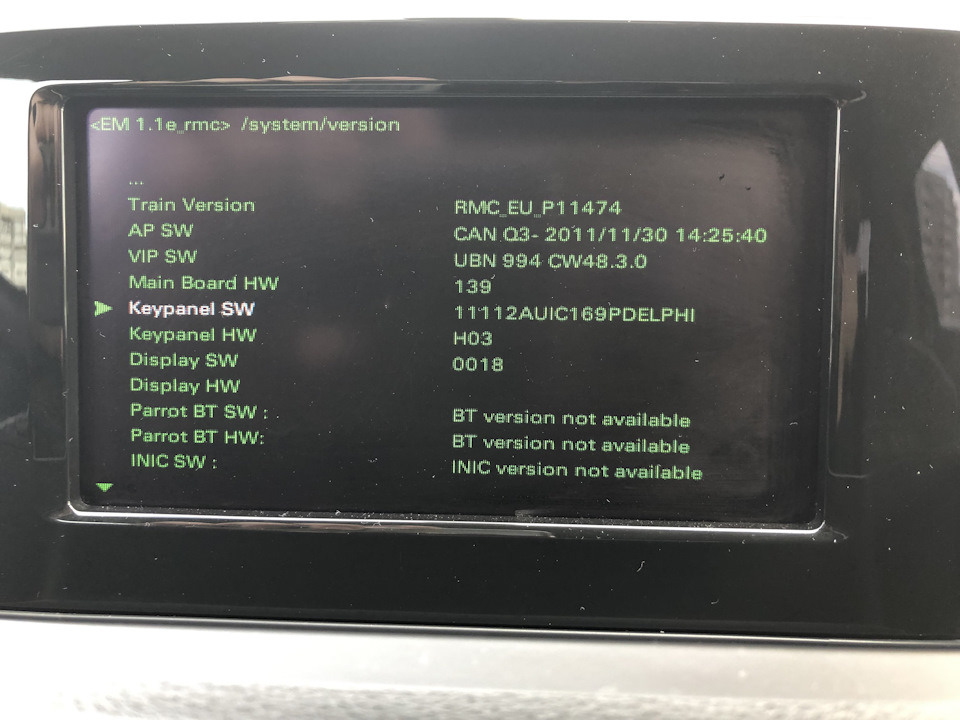 <EM 1.1e_rmc> /system/version
...
Train Version RMC_EU_P11474
AP SW CAN Q3- 2011/11/30 14:25:40
VIP SW UBN 994 CW48.3.0
Main Board HW 139
Keypanel SW 11112AUIC169PDELPHI
Keypanel HW H03
Display SW 0018
Display HW
Parrot BT SW : BT version not available
Parrot BT HW: BT version not available
INIC SW : INIC version not available